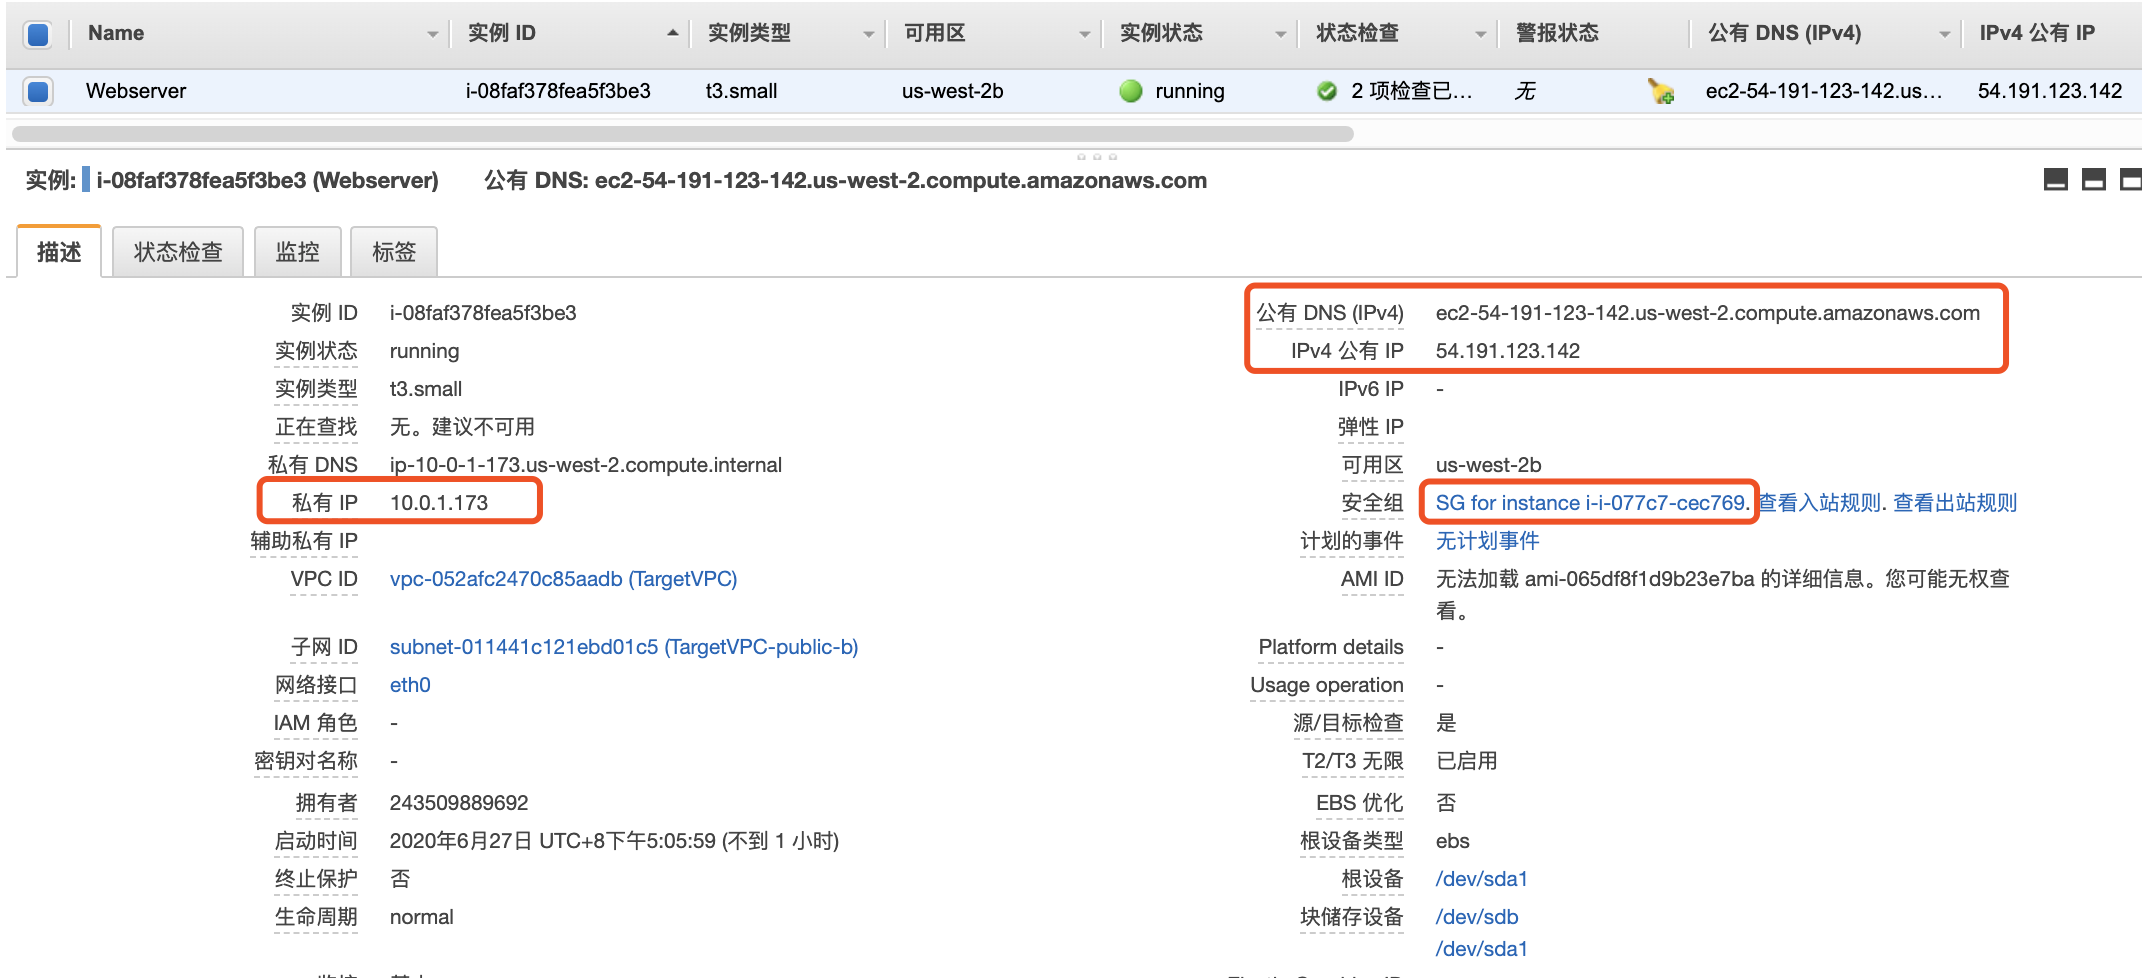 Name 实例 ID 实例类型 可用区 实例状态 状态检查 警报状态 公有 DNS (IPv4) IPv4 公有 IP
Webserver i-08faf378fea5f3be3 t3.small us-west-2b running 2 项检查已... 无 ec2-54-191-123-142.us... 54.191.123.142
实例: i-08faf378fea5f3be3 (Webserver) 公有 DNS: ec2-54-191-123-142.us-west-2.compute.amazonaws.com
描述 状态检查 监控 标签
实例 ID i-08faf378fea5f3be3
实例状态 running
实例类型 t3.small
正在查找 无。建议不可用
私有 DNS ip-10-0-1-173.us-west-2.compute.internal
私有 IP 10.0.1.173
辅助私有 IP
VPC ID vpc-052afc2470c85aadb (TargetVPC)
子网 ID subnet-011441c121ebd01c5 (TargetVPC-public-b)
网络接口 eth0
IAM 角色 -
密钥对名称 -
拥有者 243509889692
启动时间 2020年6月27日 UTC+8下午5:05:59 (不到 1 小时)
终止保护 否
生命周期 normal
公有 DNS (IPv4) ec2-54-191-123-142.us-west-2.compute.amazonaws.com
IPv4 公有 IP 54.191.123.142
IPv6 IP -
弹性 IP
可用区 us-west-2b
安全组 SG for instance i-i-077c7-cec769. 查看入站规则. 查看出站规则
计划的事件 无计划事件
AMI ID 无法加载 ami-065df8f1d9b23e7ba 的详细信息。您可能无权查
看。
Platform details -
Usage operation -
源/目标检查 是
T2/T3 无限 已启用
EBS 优化 否
根设备类型 ebs
根设备 /dev/sda1
块储存设备 /dev/sdb
/dev/sda1